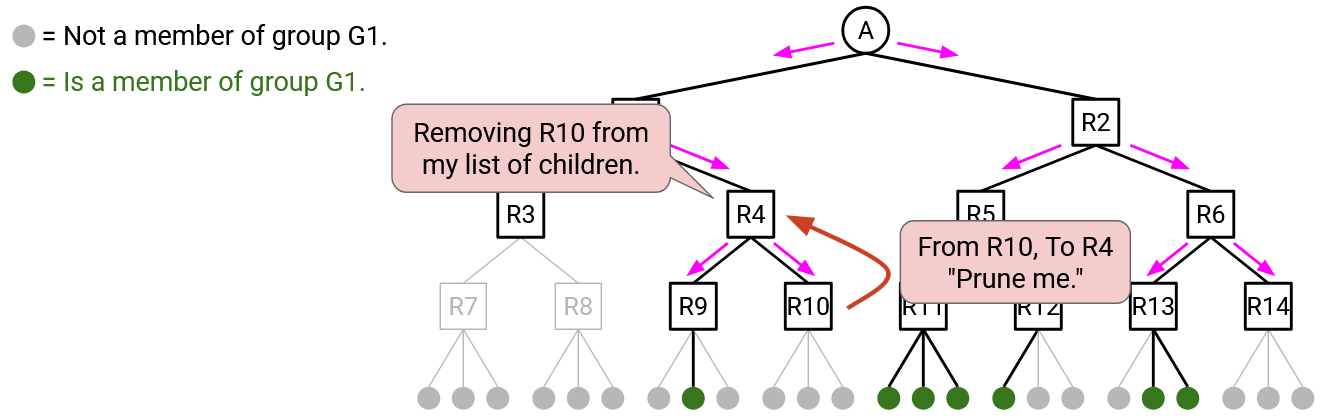 = Not a member of group G1.
= Is a member of group G1.
A
R2
Removing R10 from
my list of children.
R3
R4
R5
R6
From R10, To R4
"Prune me."
R7
R8
R9
R10
R11
R12
R13
R14